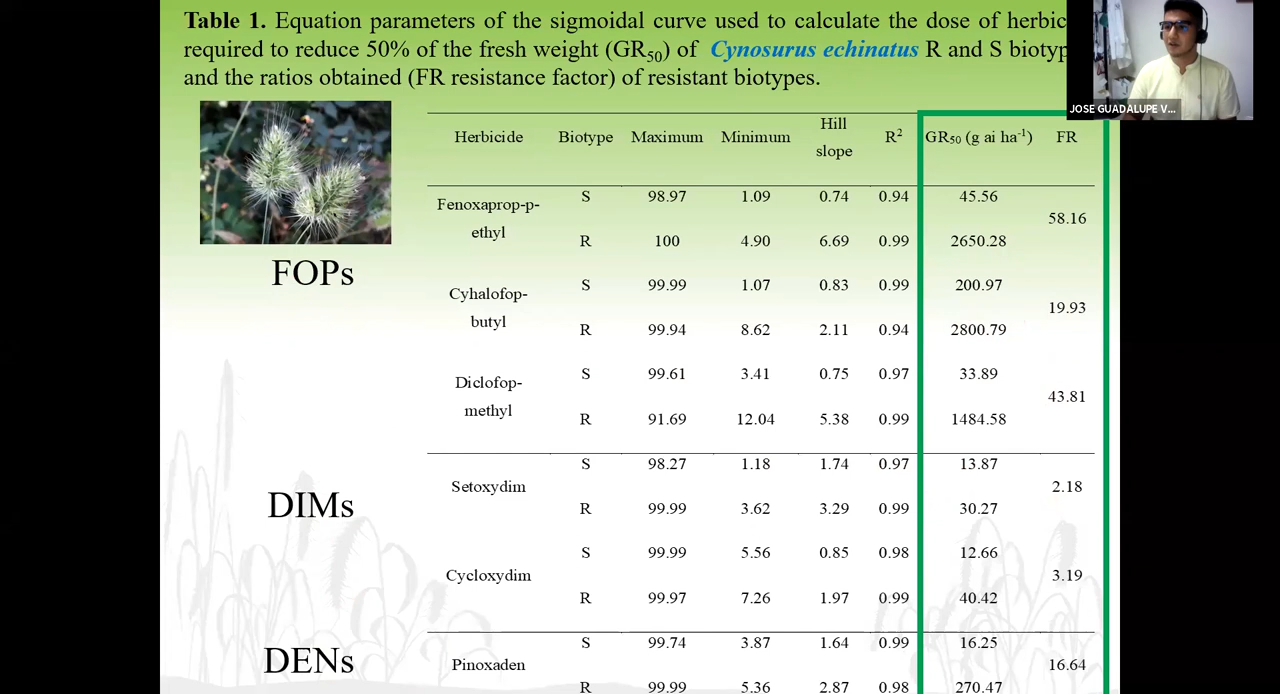 Table 1. Equation parameters of the sigmoidal curve used to calculate the dose of
required to reduce 50% of the fresh weight (GR50) of Cynosurus echinatus R and S
and the ratios obtained (FR resistance factor) of resistant biotypes.
JOSE GUADALUPE V...
Herbicide Biotype Maximum Minimum Hill slope R2 GR50 (g ai ha-1) FR
FOPs
Fenoxaprop-p-
ethyl
S 98.97 1.09 0.74 0.94 45.56
58.16
R 100 4.90 6.69 0.99 2650.28
Cyhalofop-
butyl
S 99.99 1.07 0.83 0.99 200.97
19.93
R 99.94 8.62 2.11 0.94 2800.79
Diclofop-
methyl
S 99.61 3.41 0.75 0.97 33.89
43.81
R 91.69 12.04 5.38 0.99 1484.58
DIMs
Setoxydim
S 98.27 1.18 1.74 0.97 13.87
2.18
R 99.99 3.62 3.29 0.99 30.27
Cycloxydim
S 99.99 5.56 0.85 0.98 12.66
3.19
R 99.97 7.26 1.97 0.99 40.42
DENs
Pinoxaden
S 99.74 3.87 1.64 0.99 16.25
16.64
R 99.99 5.36 2.87 0.98 270.47